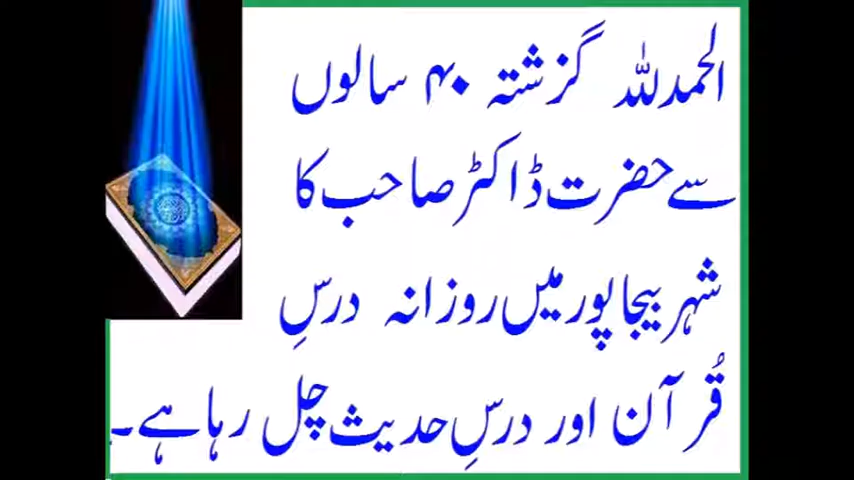 الحمدللہ گزشتہ ۴۰ سالوں
سے حضرت ڈاکٹر صاحب کا
شہر بیجاپور میں روزانہ درسِ
قُرآن اور درسِ حدیث چل رہا ہے۔